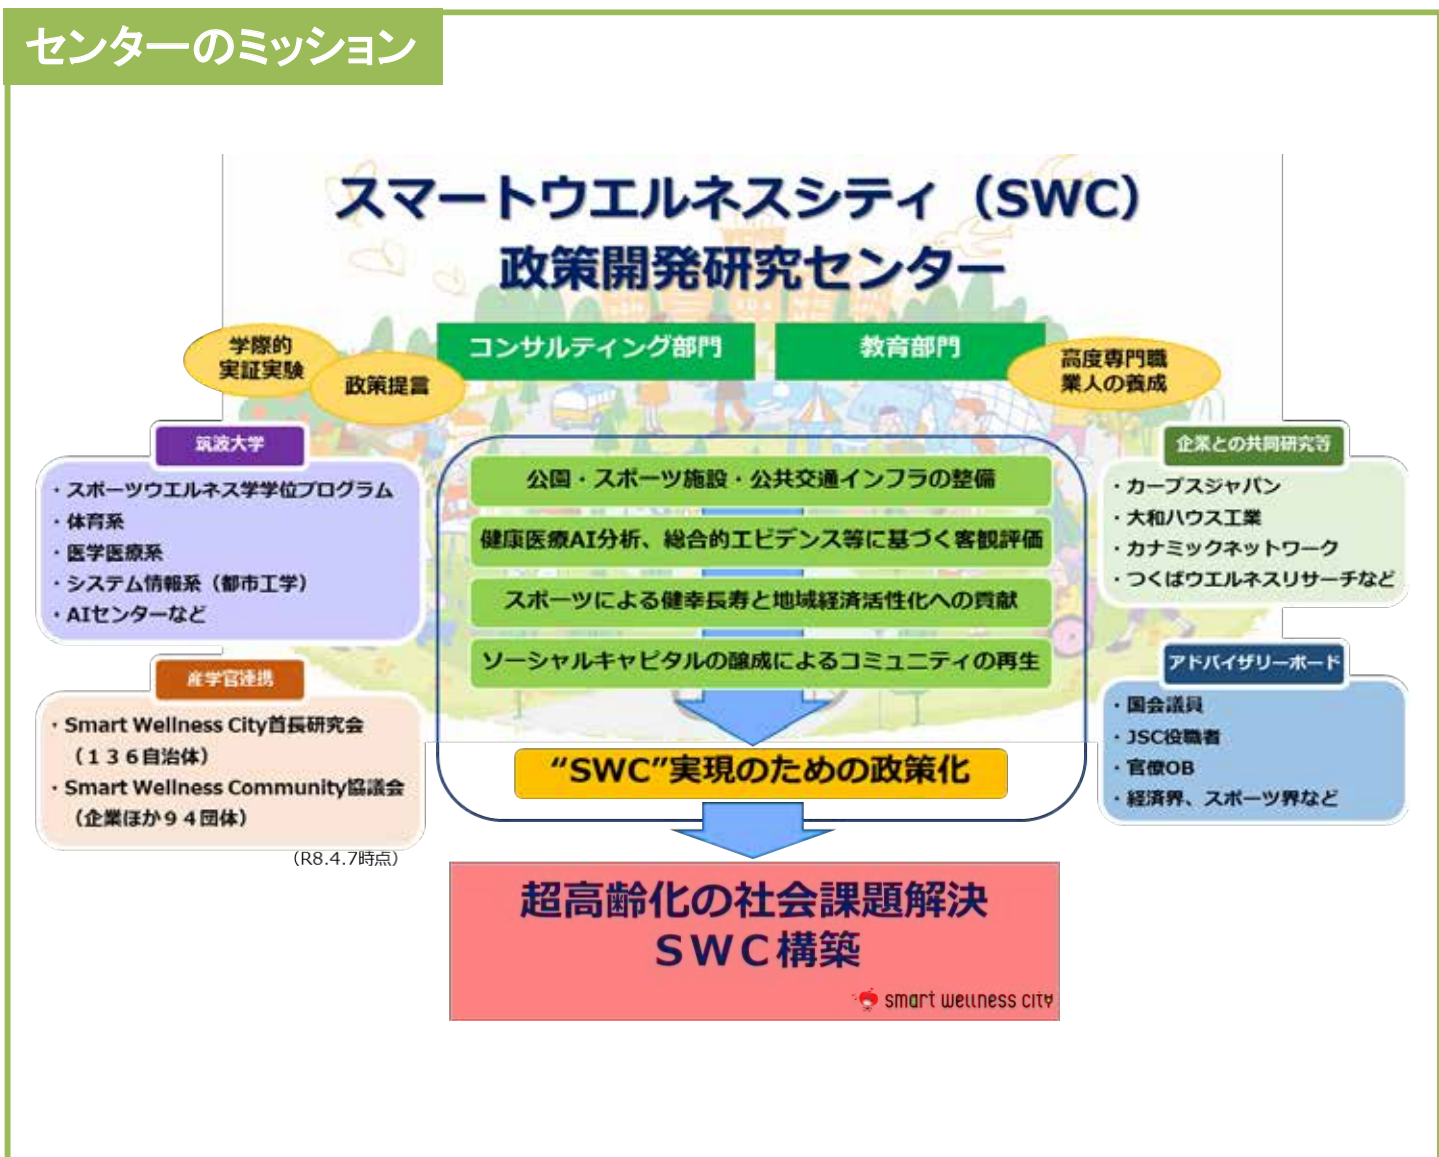 センターのミッション
スマートウエルネスシティ（SWC）
政策開発研究センター
コンサルティング部門
教育部門
学際的
実証実験
政策提言
高度専門職
業人の養成
筑波大学
・スポーツウエルネス学学位プログラム
・体育系
・医学医療系
・システム情報系（都市工学）
・AIセンターなど
産学官連携
・Smart Wellness City首長研究会
（１３６自治体）
・Smart Wellness Community協議会
（企業ほか９４団体）
（R8.4.7時点）
公園・スポーツ施設・公共交通インフラの整備
健康医療AI分析、総合的エビデンス等に基づく客観評価
スポーツによる健幸長寿と地域経済活性化への貢献
ソーシャルキャピタルの醸成によるコミュニティの再生
“SWC”実現のための政策化
企業との共同研究等
・カーブスジャパン
・大和ハウス工業
・カナミックネットワーク
・つくばウエルネスリサーチなど
アドバイザリーボード
・国会議員
・JSC役職者
・官僚OB
・経済界、スポーツ界など
超高齢化の社会課題解決
ＳＷＣ構築
smart wellness city